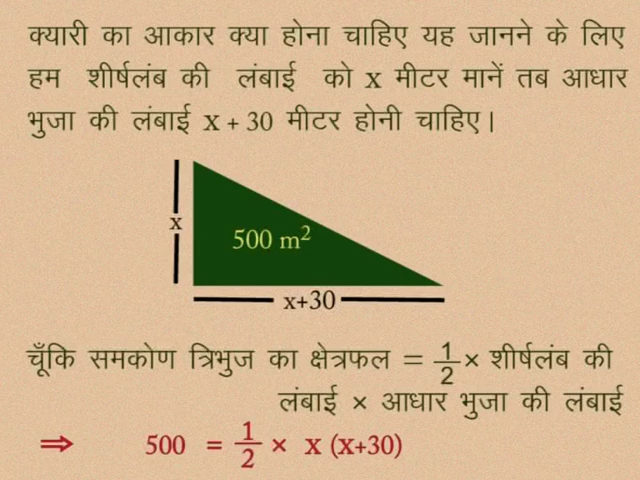 क्यारी का आकार क्या होना चाहिए यह जानने के लिए
हम शीर्षलंब की लंबाई को x मीटर मानें तब आधार
भुजा की लंबाई x + 30 मीटर होनी चाहिए।
x
500 m²
x+30
चूँकि समकोण त्रिभुज का क्षेत्रफल = 1/2 × शीर्षलंब की
लंबाई × आधार भुजा की लंबाई
⇒ 500 = 1/2 × x (x+30)